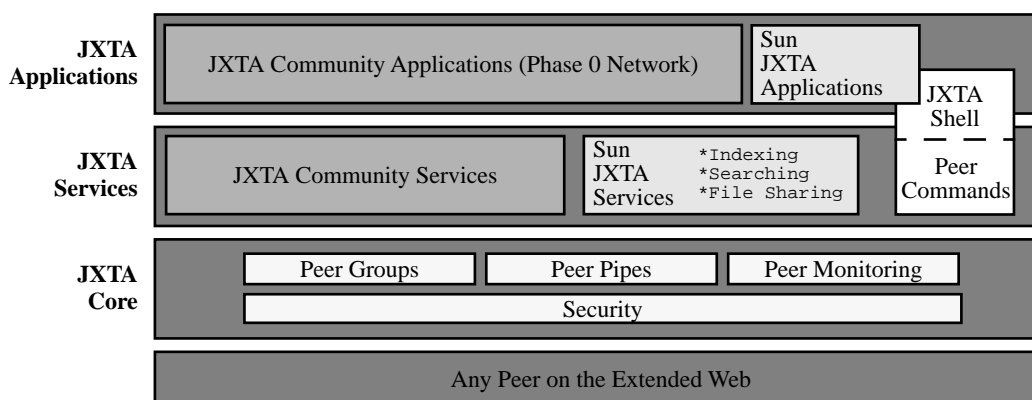 JXTA
Applications
JXTA Community Applications (Phase 0 Network)
Sun
JXTA
Applications
JXTA
Shell
Peer
Commands
JXTA
Services
JXTA Community Services
Sun
JXTA
Services
*Indexing
*Searching
*File Sharing
JXTA
Core
Peer Groups
Peer Pipes
Peer Monitoring
Security
Any Peer on the Extended Web